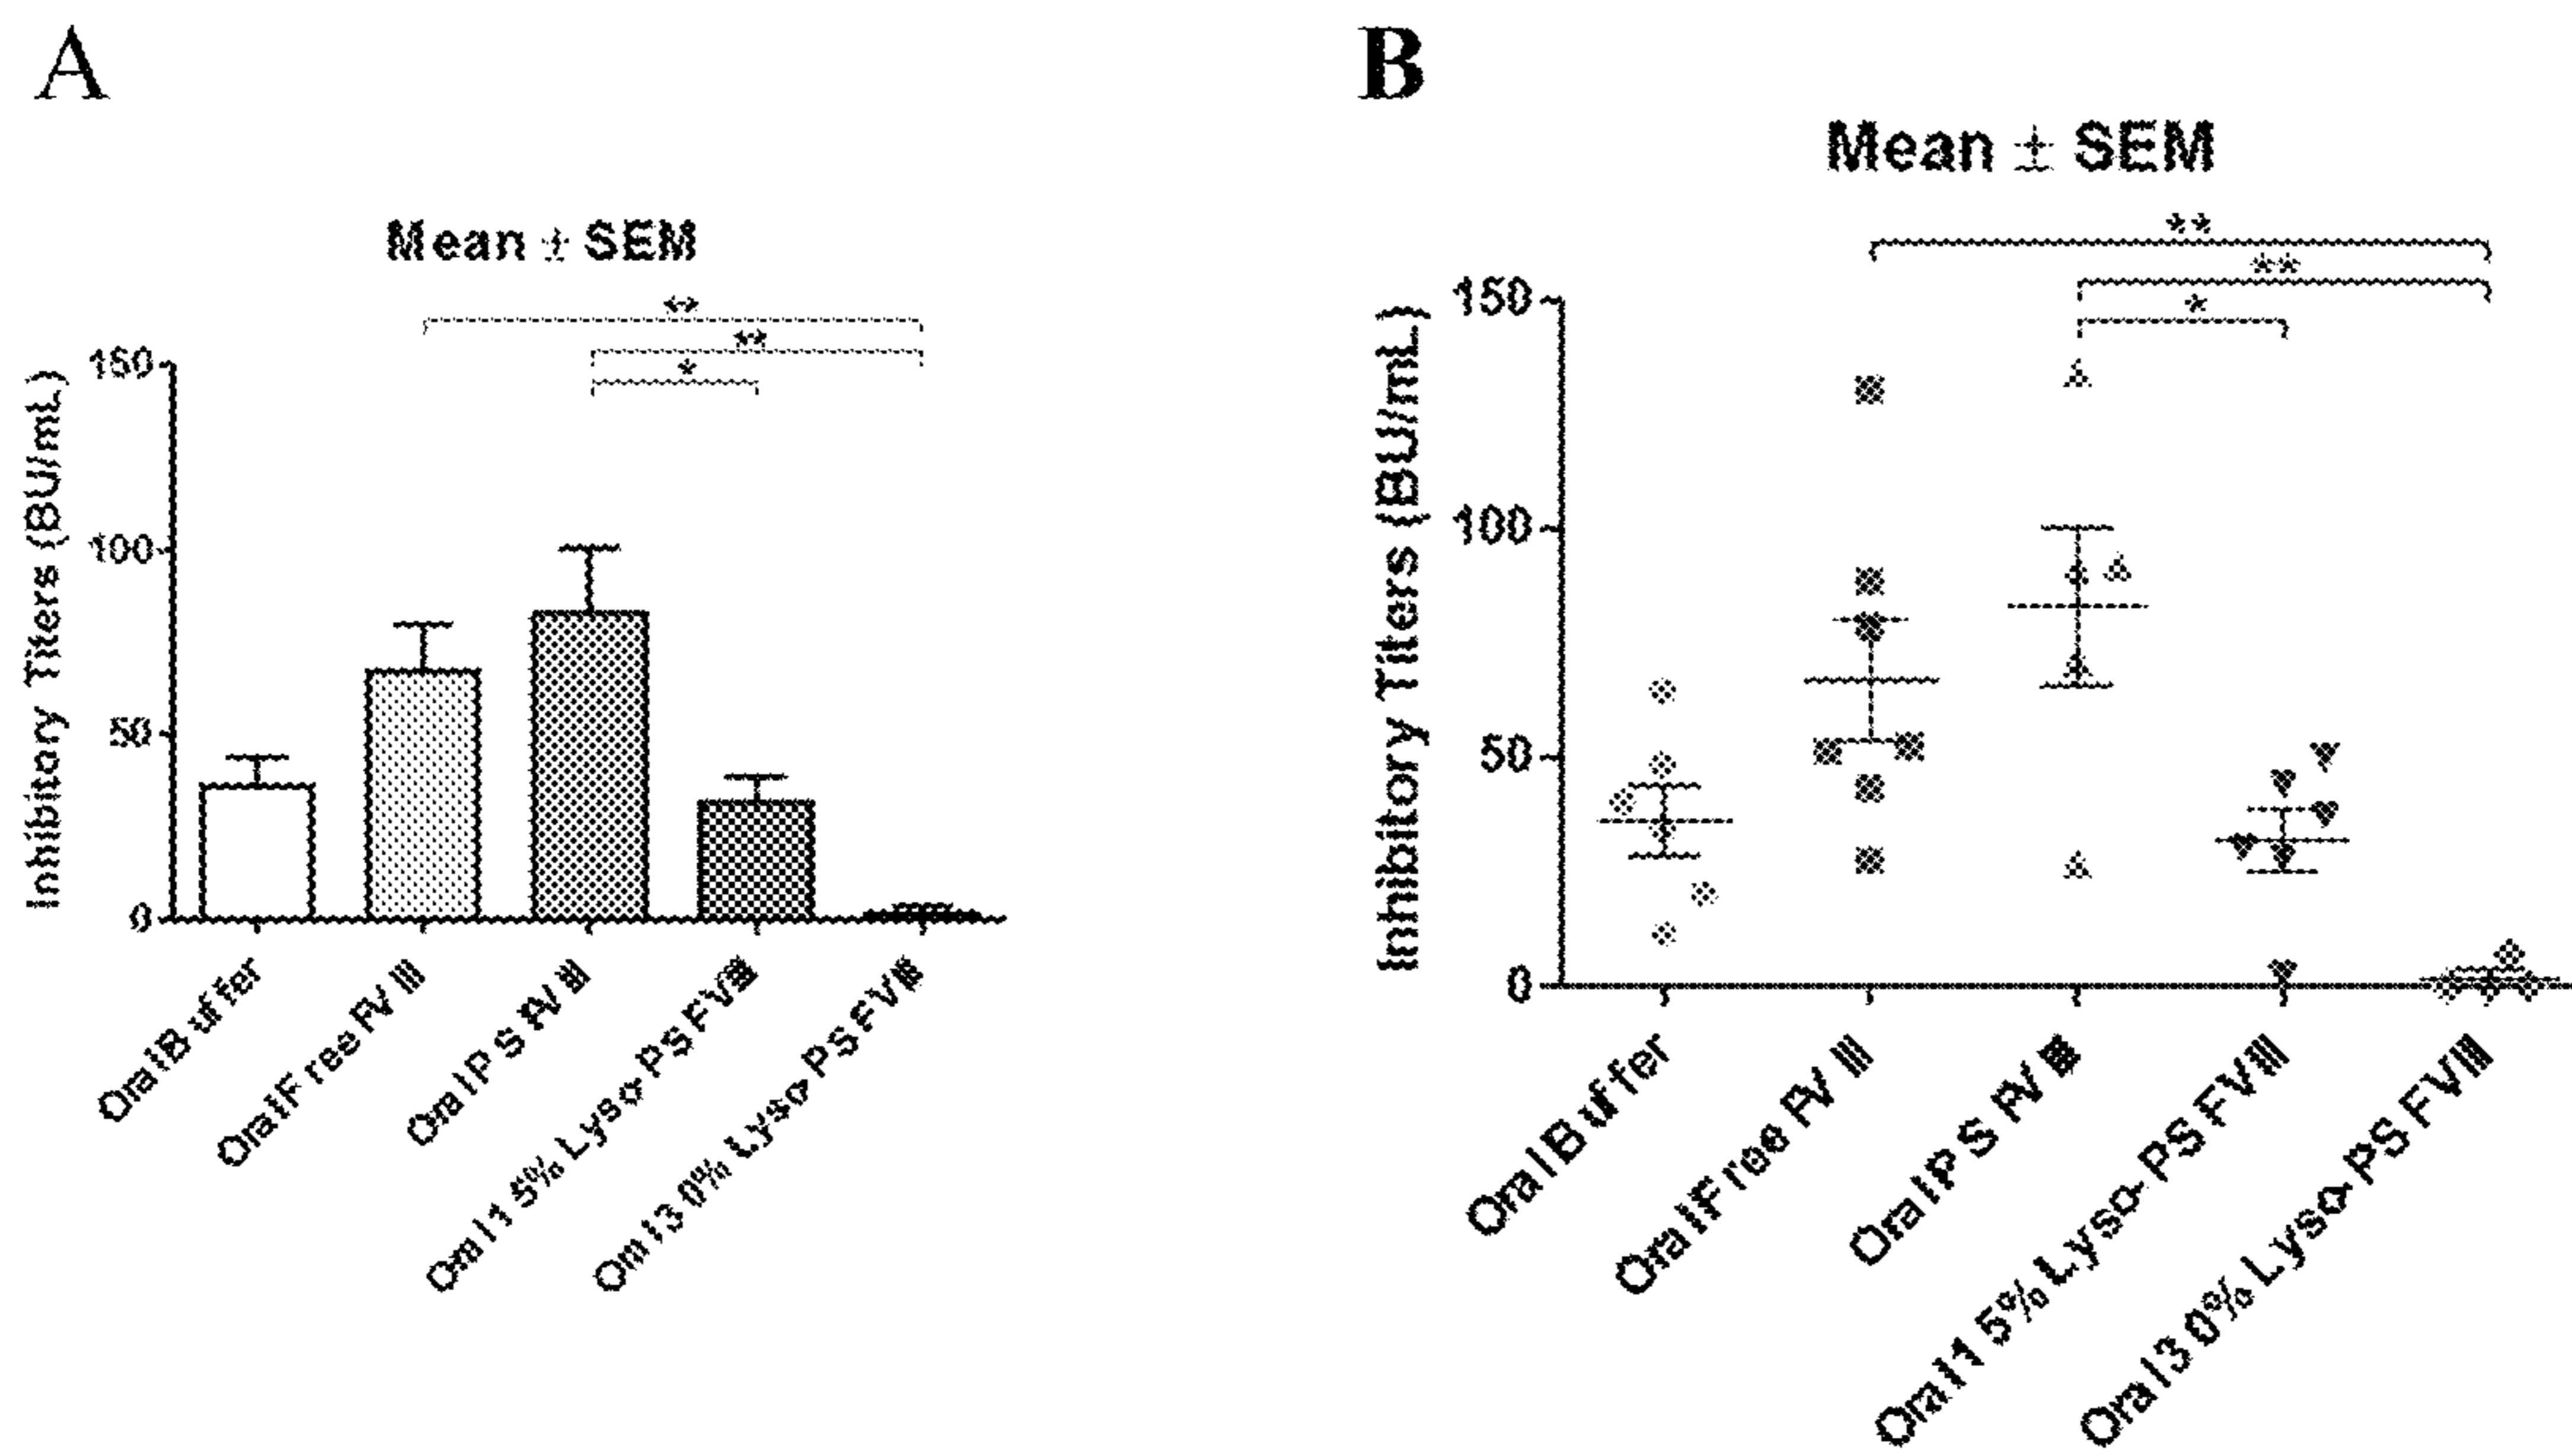 A
Mean ± SEM
**
**
*
Inhibitory Titers (BU/mL)
150
100
50
0
Oral Buffer
Oral Free FVIII
Oral PS FVIII
Oral 15% Lyso-PS FVIII
Oral 30% Lyso-PS FVIII
B
Mean ± SEM
**
**
*
Inhibitory Titers (BU/mL)
150
100
50
0
Oral Buffer
Oral Free FVIII
Oral PS FVIII
Oral 15% Lyso-PS FVIII
Oral 30% Lyso-PS FVIII